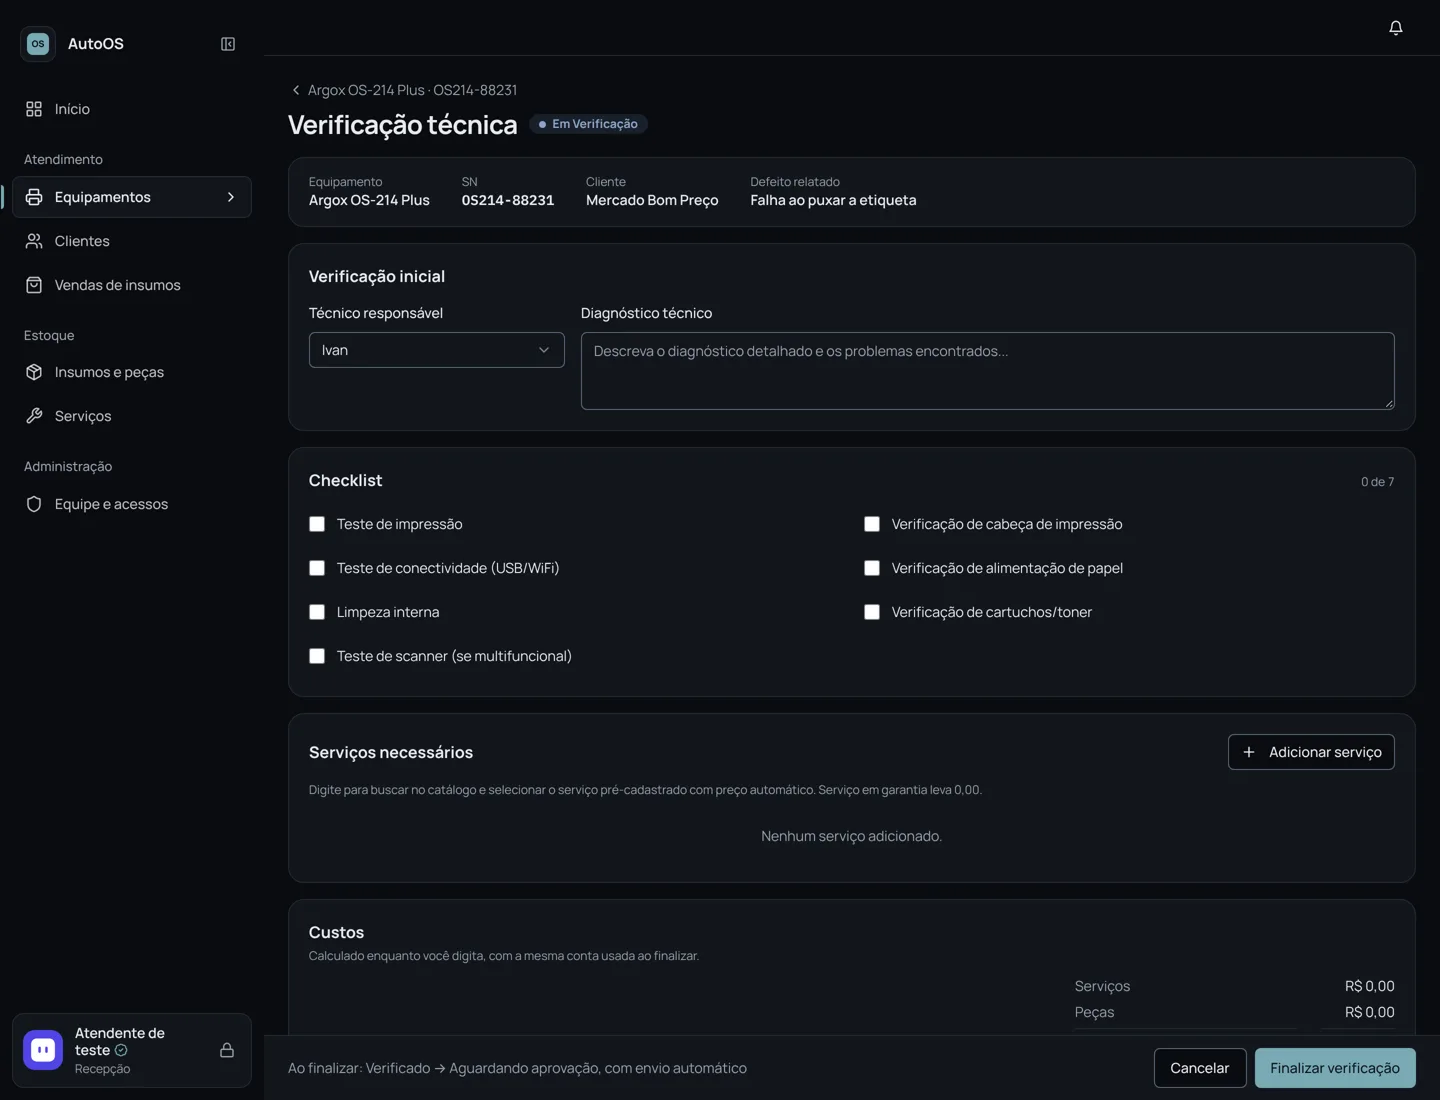 OS
AutoOS
Início
Atendimento
Equipamentos
Clientes
Vendas de insumos
Estoque
Insumos e peças
Serviços
Administração
Equipe e acessos
Atendente de
teste
Recepção
Argox OS-214 Plus · OS214-88231
Verificação técnica
Em Verificação
Equipamento
Argox OS-214 Plus
SN
OS214-88231
Cliente
Mercado Bom Preço
Defeito relatado
Falha ao puxar a etiqueta
Verificação inicial
Técnico responsável
Ivan
Diagnóstico técnico
Descreva o diagnóstico detalhado e os problemas encontrados...
Checklist
0 de 7
Teste de impressão
Verificação de cabeça de impressão
Teste de conectividade (USB/WiFi)
Verificação de alimentação de papel
Limpeza interna
Verificação de cartuchos/toner
Teste de scanner (se multifuncional)
Serviços necessários
Adicionar serviço
Digite para buscar no catálogo e selecionar o serviço pré-cadastrado com preço automático. Serviço em garantia leva 0,00.
Nenhum serviço adicionado.
Custos
Calculado enquanto você digita, com a mesma conta usada ao finalizar.
Serviços R$ 0,00
Peças R$ 0,00
Ao finalizar: Verificado → Aguardando aprovação, com envio automático
Cancelar
Finalizar verificação